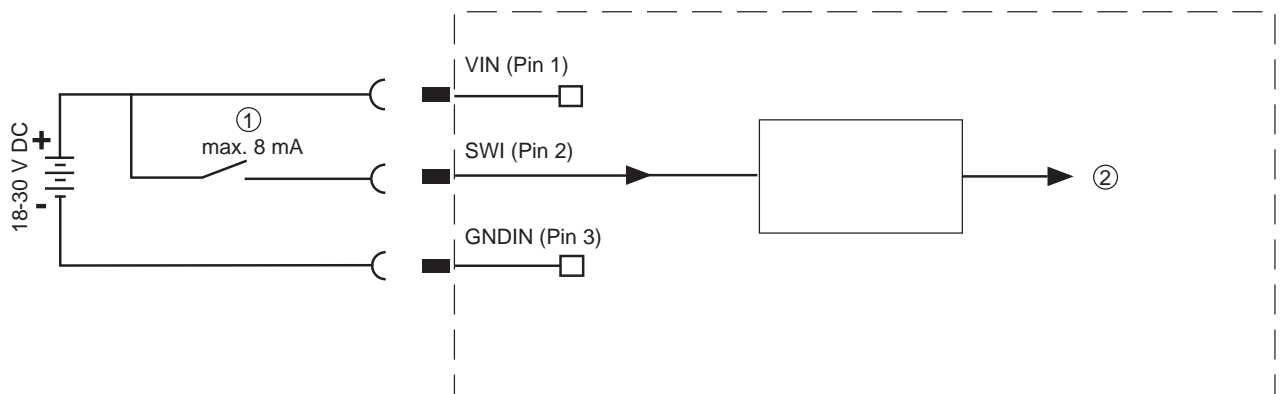 VIN (Pin 1)
①
max. 8 mA
SWI (Pin 2)
18-30 V DC
+
-
②
GNDIN (Pin 3)